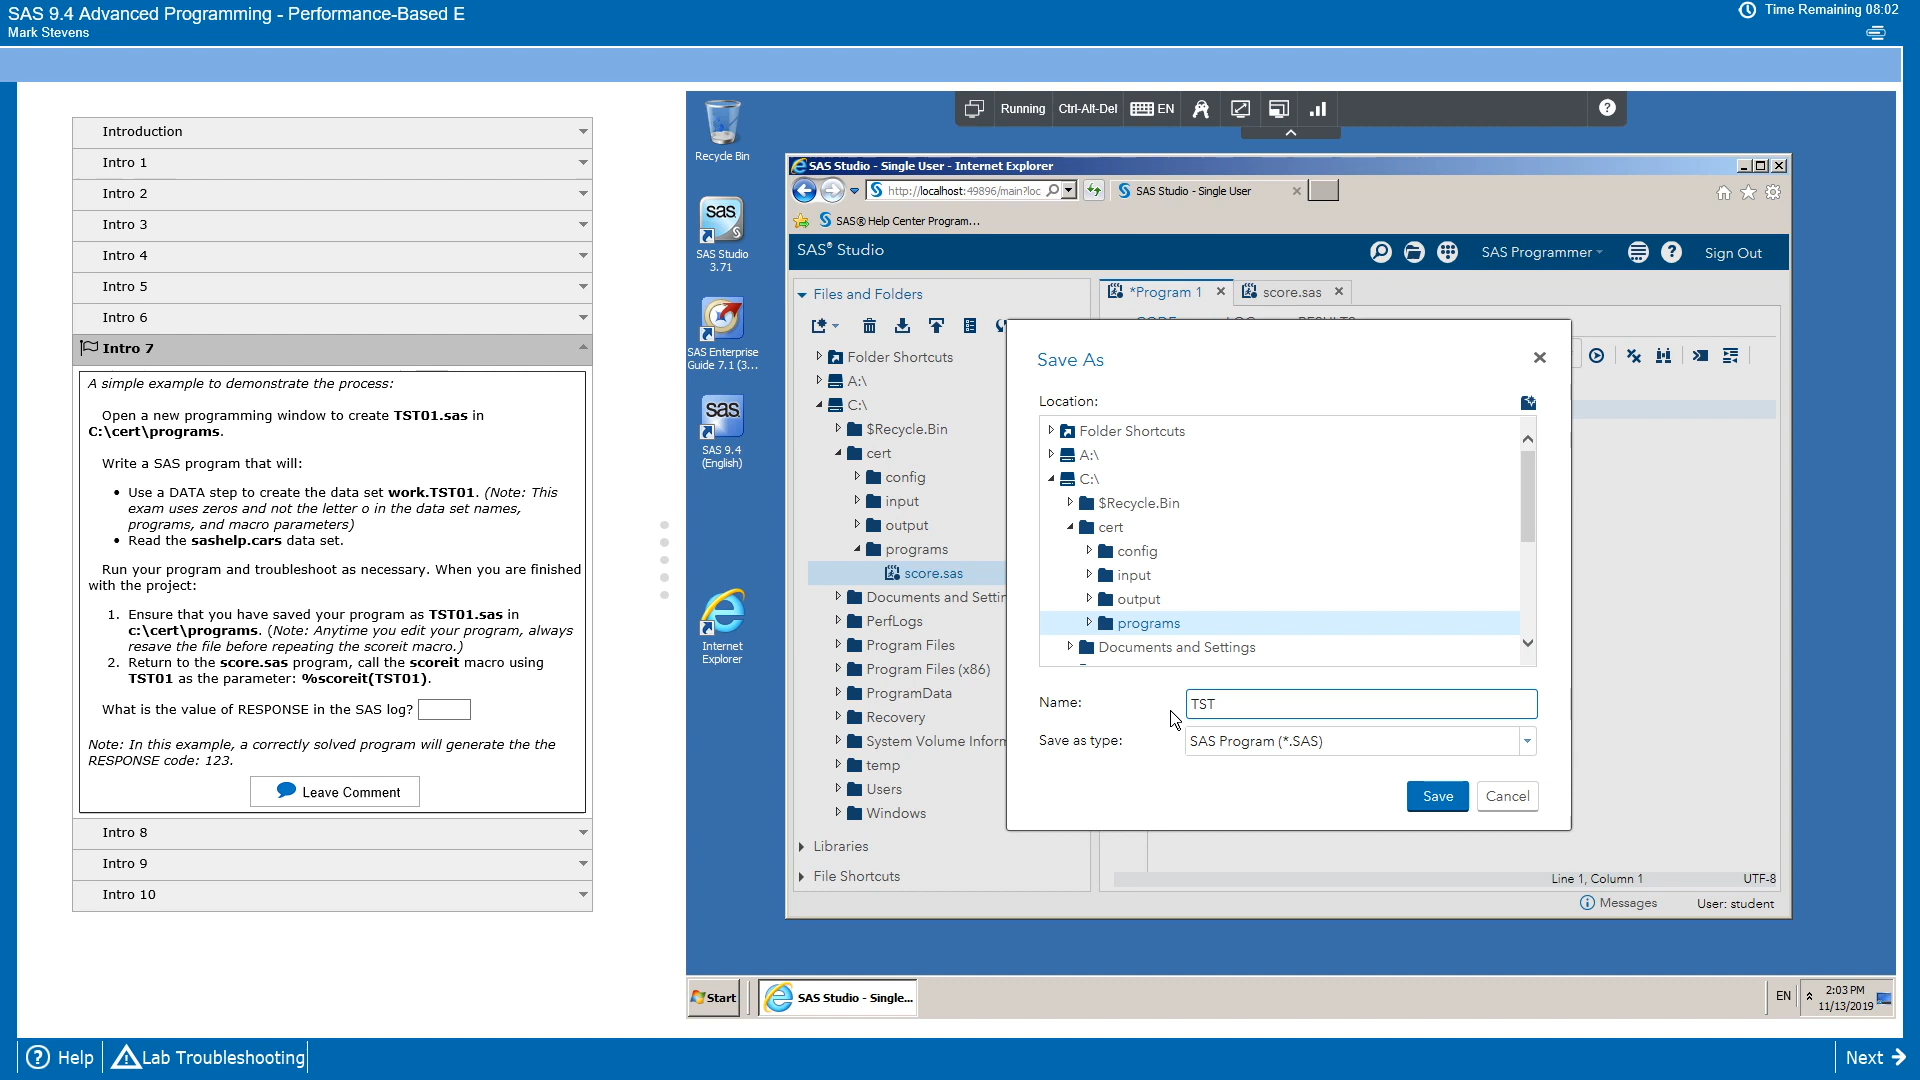 SAS 9.4 Advanced Programming - Performance-Based E
Mark Stevens
Time Remaining 08:02
Introduction
Intro 1
Intro 2
Intro 3
Intro 4
Intro 5
Intro 6
Intro 7
A simple example to demonstrate the process:
Open a new programming window to create TST01.sas in
C:\cert\programs.
Write a SAS program that will:
• Use a DATA step to create the data set work.TST01. (Note: This
exam uses zeros and not the letter o in the data set names,
programs, and macro parameters)
• Read the sashelp.cars data set.
Run your program and troubleshoot as necessary. When you are finished
with the project:
1. Ensure that you have saved your program as TST01.sas in
c:\cert\programs. (Note: Anytime you edit your program, always
resave the file before repeating the scoreit macro.)
2. Return to the score.sas program, call the scoreit macro using
TST01 as the parameter: %scoreit(TST01).
What is the value of RESPONSE in the SAS log?
Note: In this example, a correctly solved program will generate the the
RESPONSE code: 123.
Leave Comment
Intro 8
Intro 9
Intro 10
Recycle Bin
SAS Studio
3.71
SAS Enterprise
Guide 7.1 (3...
SAS 9.4
(English)
Internet
Explorer
Running
Ctrl-Alt-Del
EN
SAS Studio - Single User - Internet Explorer
http://localhost:49896/main?loc
SAS Studio - Single User
SAS® Help Center Program...
SAS® Studio
SAS Programmer
Sign Out
Files and Folders
Folder Shortcuts
A:\
C:\
$Recycle.Bin
cert
config
input
output
programs
score.sas
Documents and Settin
PerfLogs
Program Files
Program Files (x86)
ProgramData
Recovery
System Volume Inform
temp
Users
Windows
Libraries
File Shortcuts
*Program 1
score.sas
CODE LOG RESULTS
Save As
Location:
Folder Shortcuts
A:\
C:\
$Recycle.Bin
cert
config
input
output
programs
Documents and Settings
Name:
TST
Save as type:
SAS Program (*.SAS)
Save
Cancel
Line 1, Column 1
UTF-8
Messages
User: student
Start
SAS Studio - Single...
EN
2:03 PM
11/13/2019
Help
Lab Troubleshooting
Next